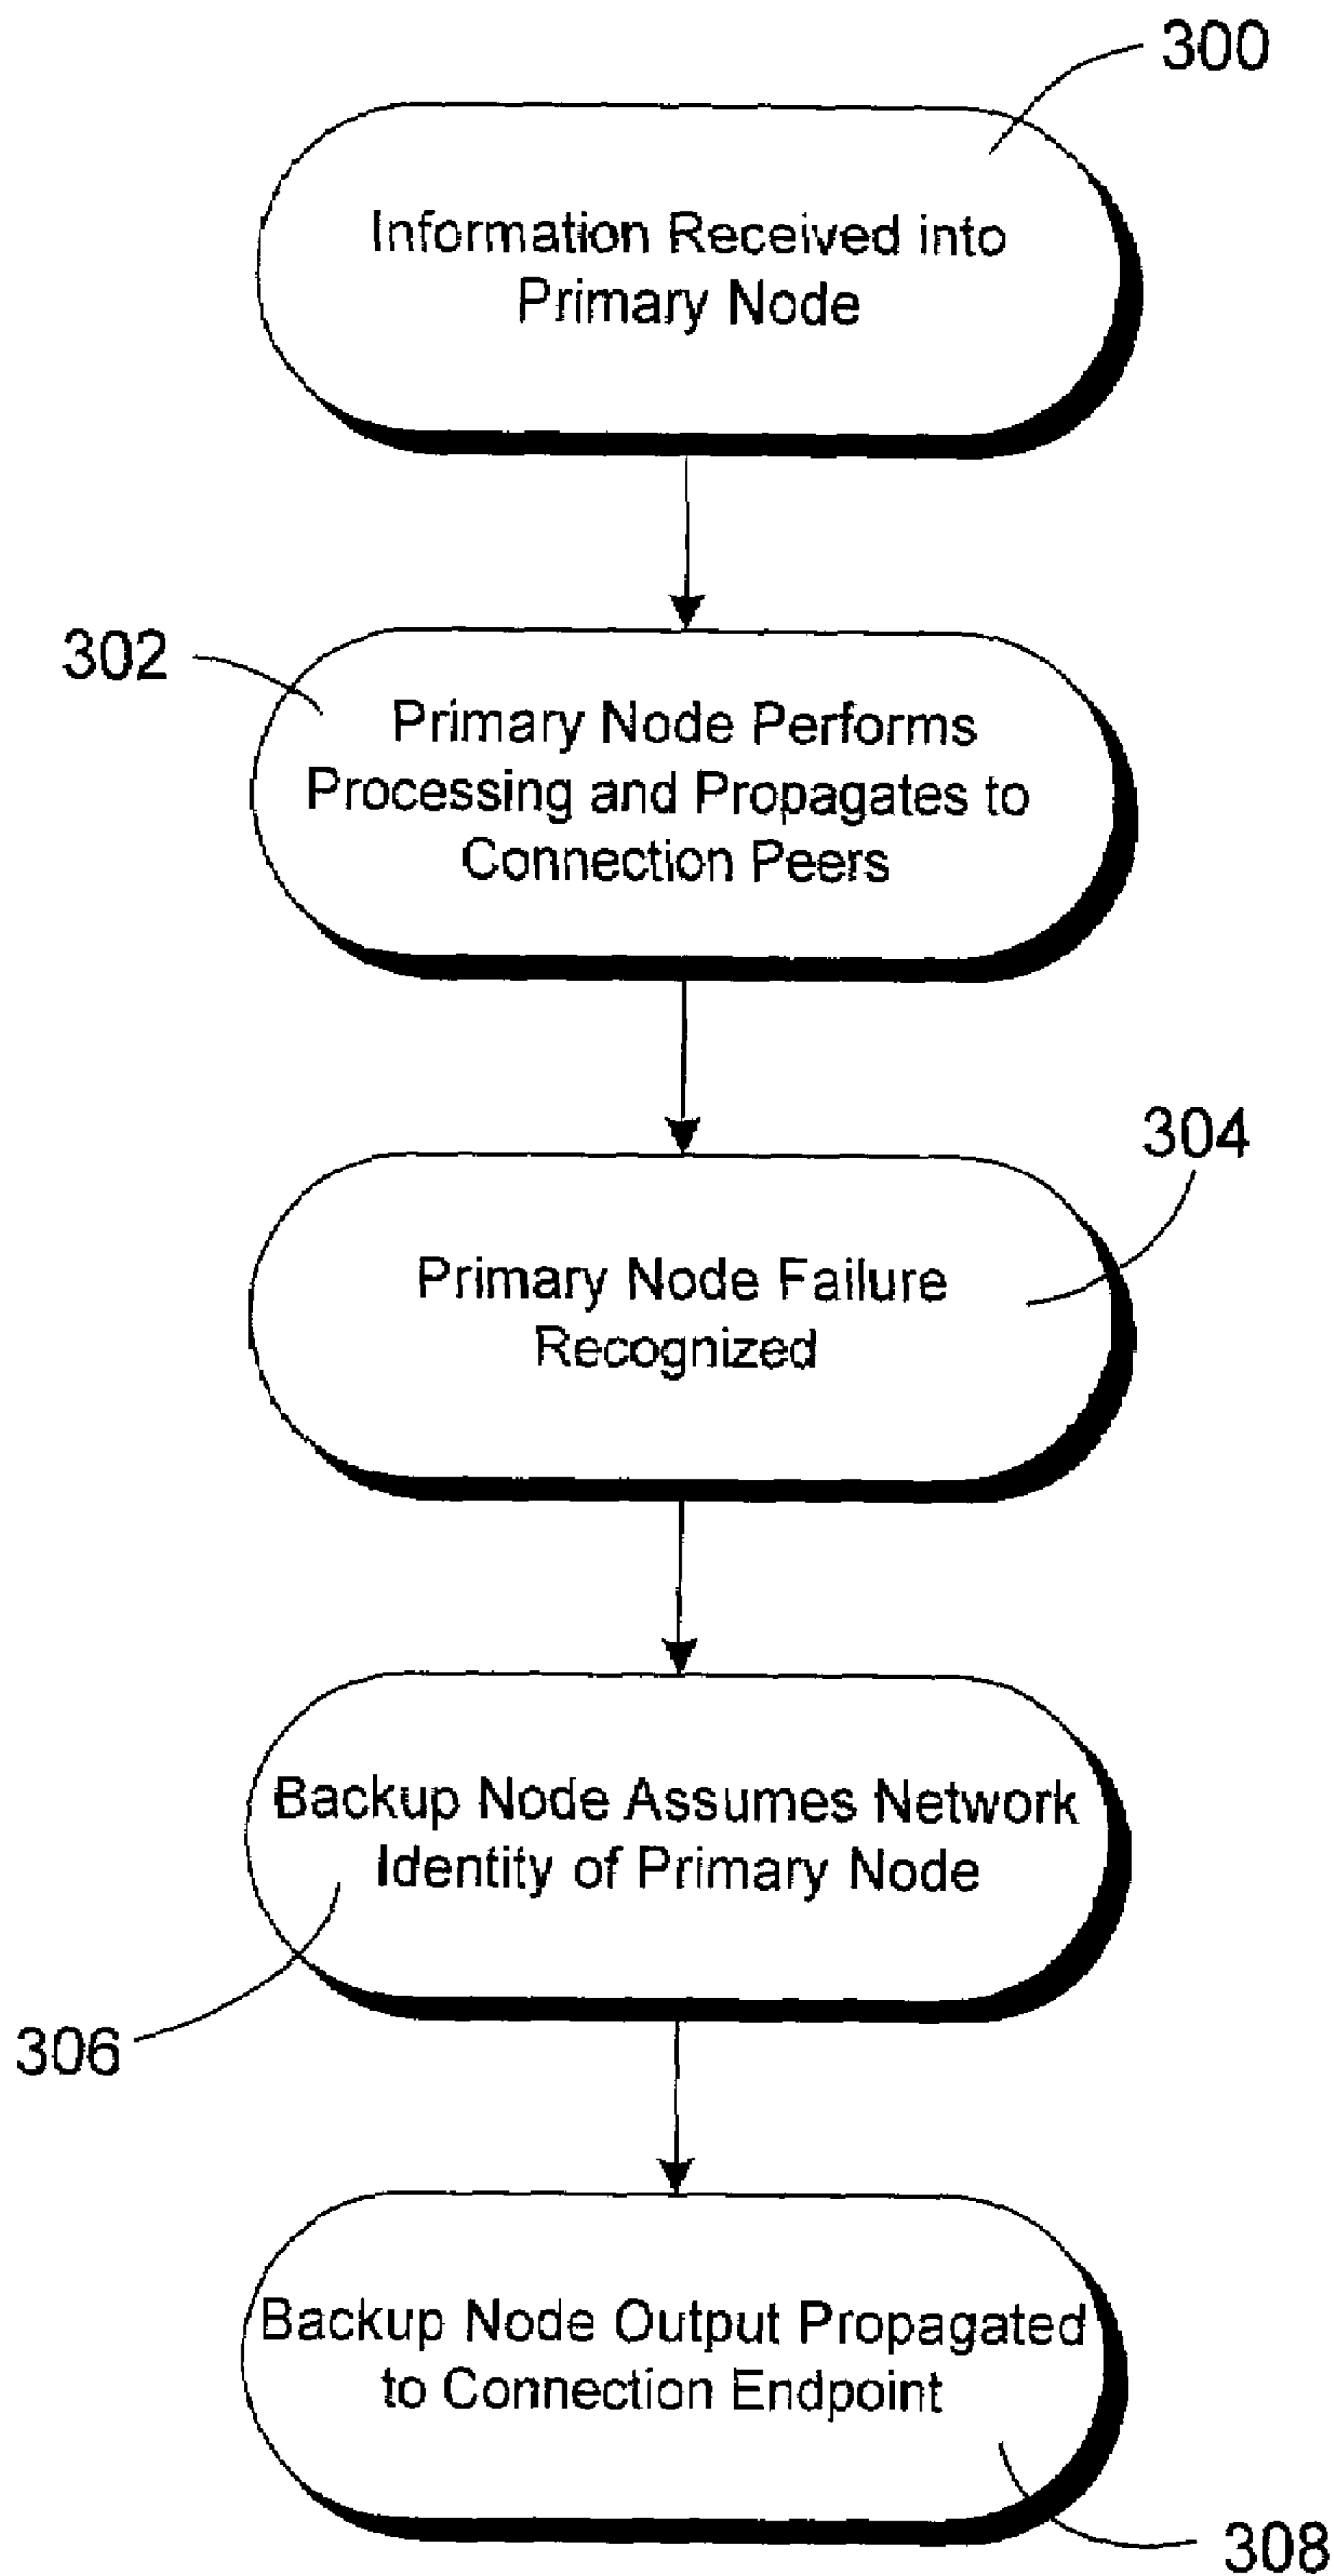 300
Information Received into
Primary Node
302
Primary Node Performs
Processing and Propagates to
Connection Peers
304
Primary Node Failure
Recognized
Backup Node Assumes Network
Identity of Primary Node
306
Backup Node Output Propagated
to Connection Endpoint
308